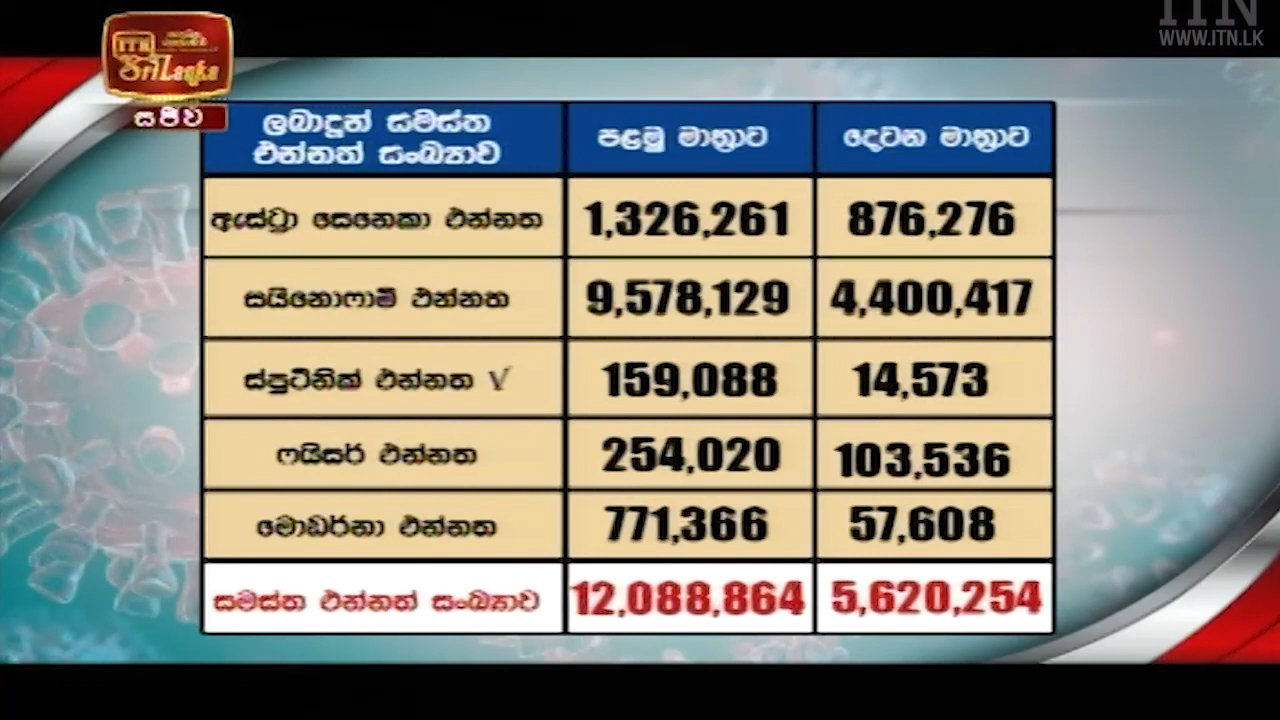 ITN
WWW.ITN.LK
ITN
Sri Lanka
සජීව
ලබාදුන් සමස්ත
එන්නත් සංඛ්‍යාව
පළමු මාත්‍රාව
දෙවන මාත්‍රාව
ඇස්ට්‍රා සෙනෙකා එන්නත
1,326,261
876,276
සයිනොෆාම් එන්නත
9,578,129
4,400,417
ස්පුට්නික් එන්නත V
159,088
14,573
ෆයිසර් එන්නත
254,020
103,536
මොඩර්නා එන්නත
771,366
57,608
සමස්ත එන්නත් සංඛ්‍යාව
12,088,864
5,620,254